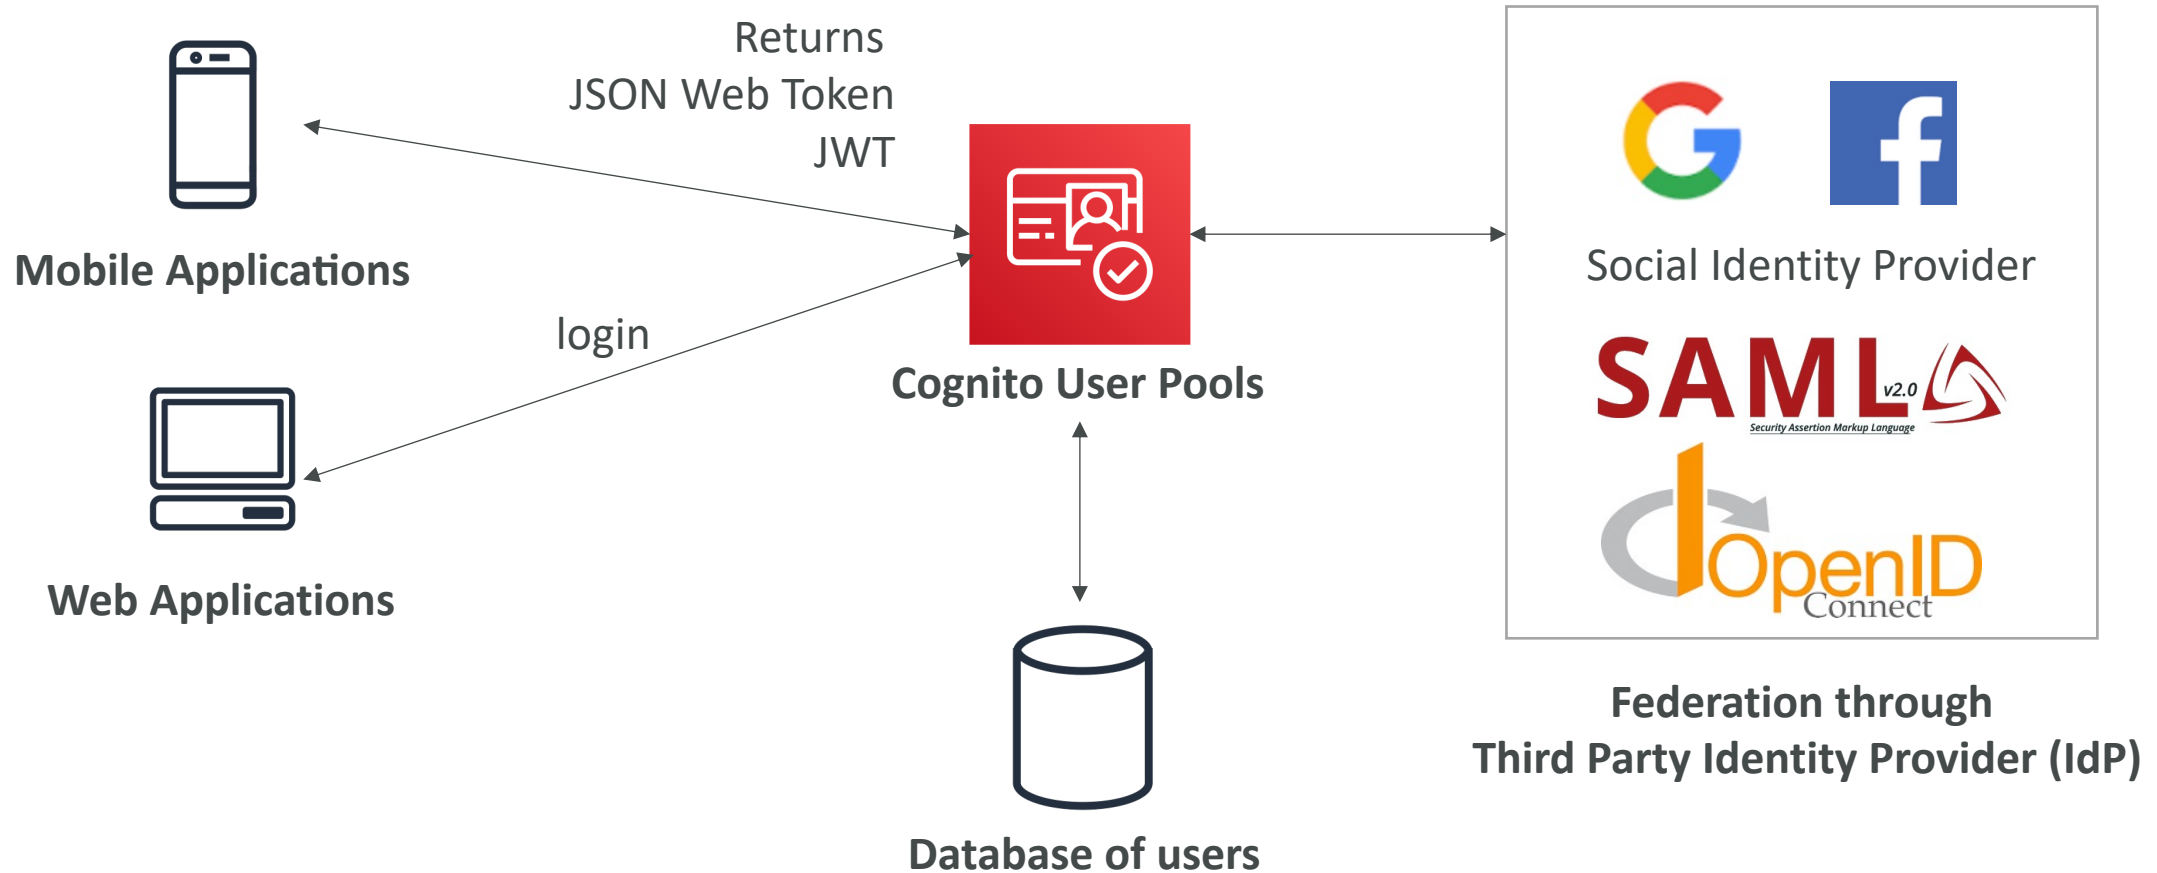 Returns
JSON Web Token
JWT
Mobile Applications
login
Web Applications
Cognito User Pools
Database of users
Social Identity Provider
SAML v2.0
Security Assertion Markup Language
OpenID
Connect
Federation through
Third Party Identity Provider (IdP)